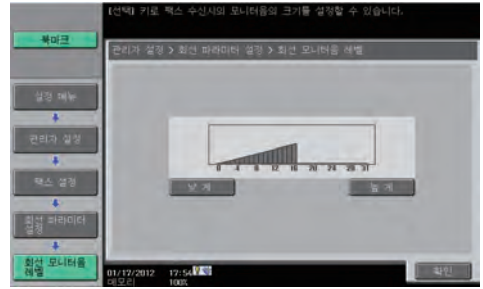 [선택] 키로 팩스 수신시의 모니터음의 크기를 설정할 수 있습니다.
북마크
관리자 설정 > 회선 파라미터 설정 > 회선 모니터음 레벨
설정 메뉴
관리자 설정
팩스 설정
회선 파라미터
설정
회선 모니터음
레벨
0 4 8 12 16 20 24 28 31
낮 게
높 게
01/17/2012 17:54
메모리 100%
확인